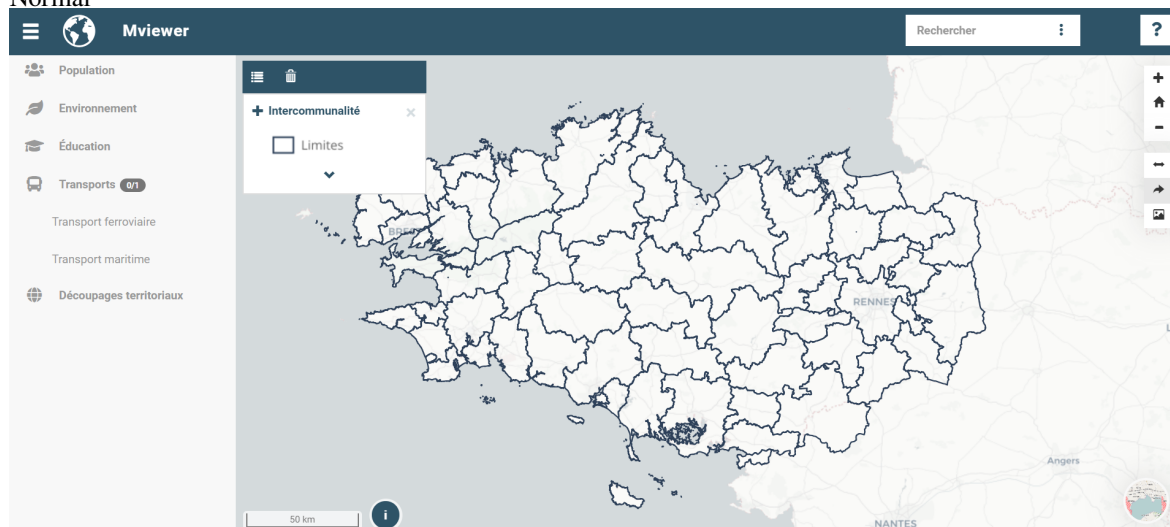 Normal
Mviewer
Rechercher
?
Population
Environnement
Éducation
Transports 0/1
Transport ferroviaire
Transport maritime
Découpages territoriaux
Intercommunalité
Limites
BREST
RENNES
Angers
NANTES
50 km
i